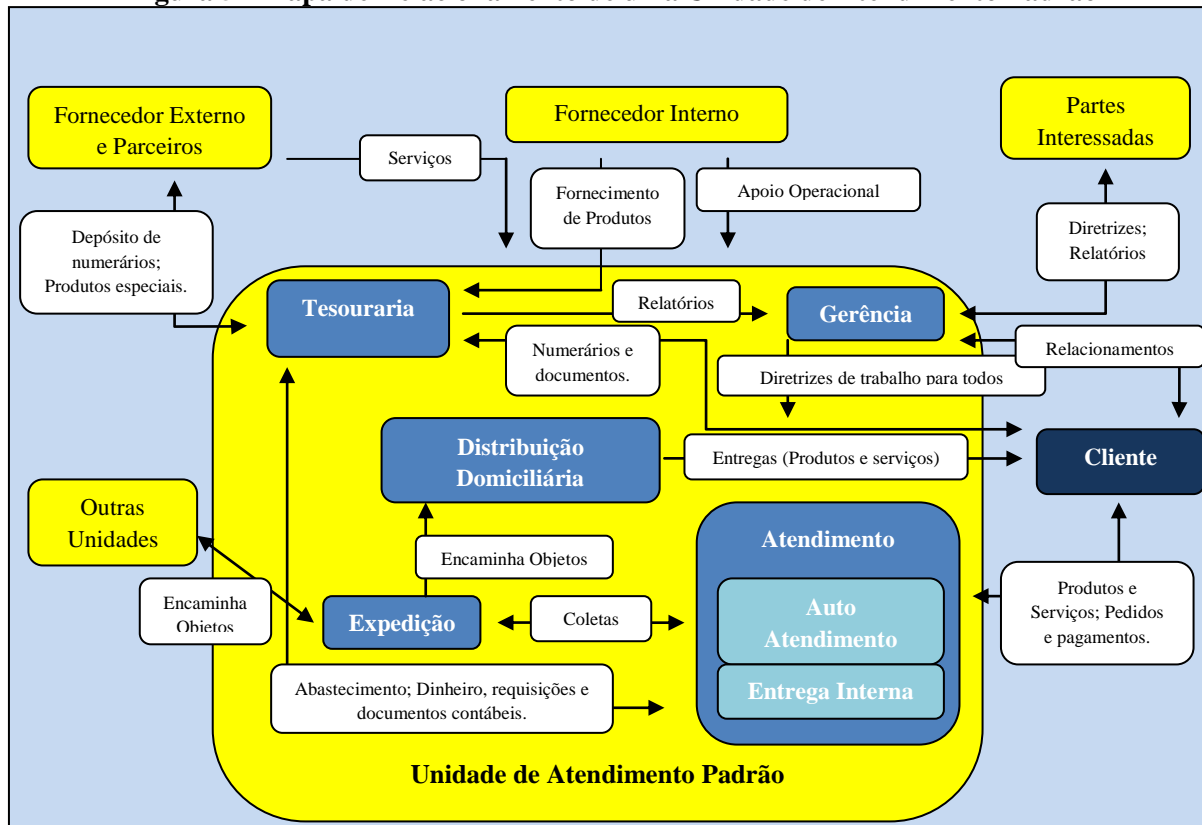 Fornecedor Externo
e Parceiros
Fornecedor Interno
Partes
Interessadas
Serviços
Fornecimento
de Produtos
Apoio Operacional
Depósito de
numerários;
Produtos especiais.
Diretrizes;
Relatórios
Tesouraria
Relatórios
Gerência
Numerários e
documentos.
Relacionamentos
Diretrizes de trabalho para todos
Distribuição
Domiciliária
Entregas (Produtos e serviços)
Cliente
Outras
Unidades
Encaminha Objetos
Atendimento
Encaminha
Objetos
Expedição
Coletas
Auto
Atendimento
Produtos e
Serviços; Pedidos
e pagamentos.
Entrega Interna
Abastecimento; Dinheiro, requisições e
documentos contábeis.
Unidade de Atendimento Padrão